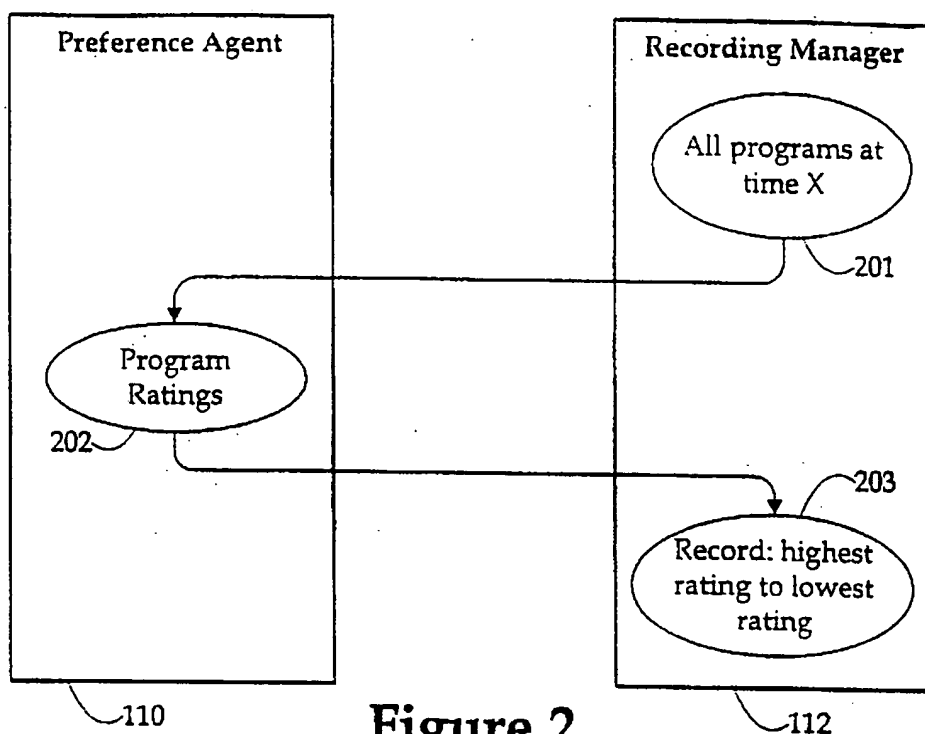 Preference Agent
Recording Manager
All programs at
time X
201
Program
Ratings
202
203
Record: highest
rating to lowest
rating
110
112
Figure 2